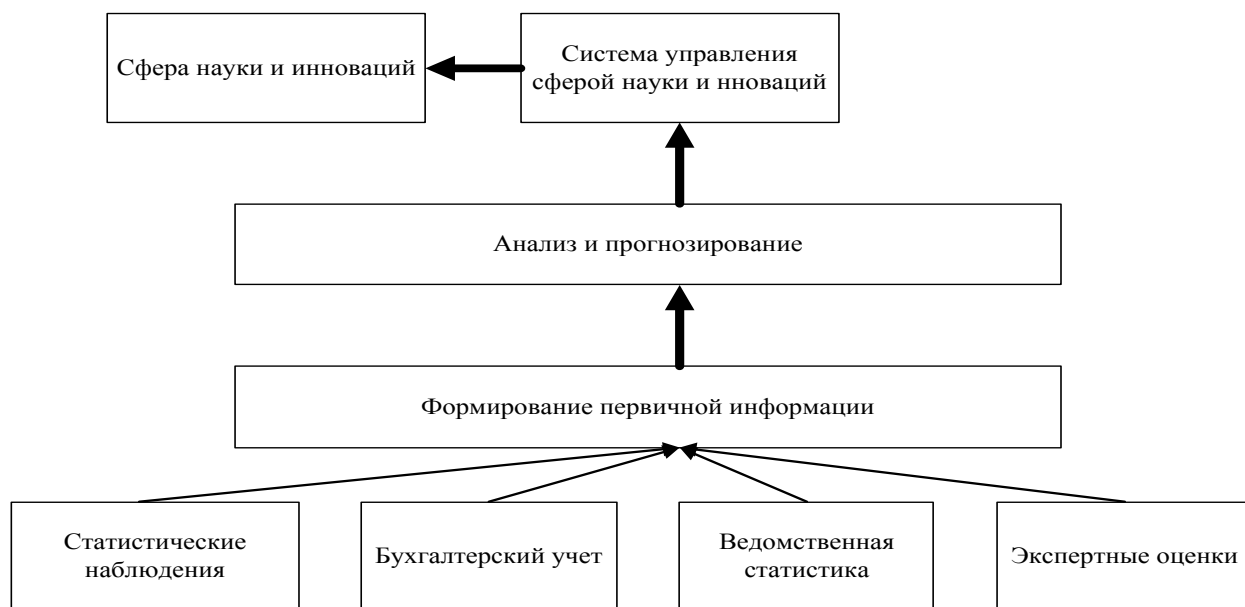 Сфера науки и инноваций
Система управления
сферой науки и нноваций
Анализ и прогнозирование
Формирование первичной информации
Статистические
наблюдения
Бухгалтерский учет
Ведомственная
статистика
Экспертные оценки